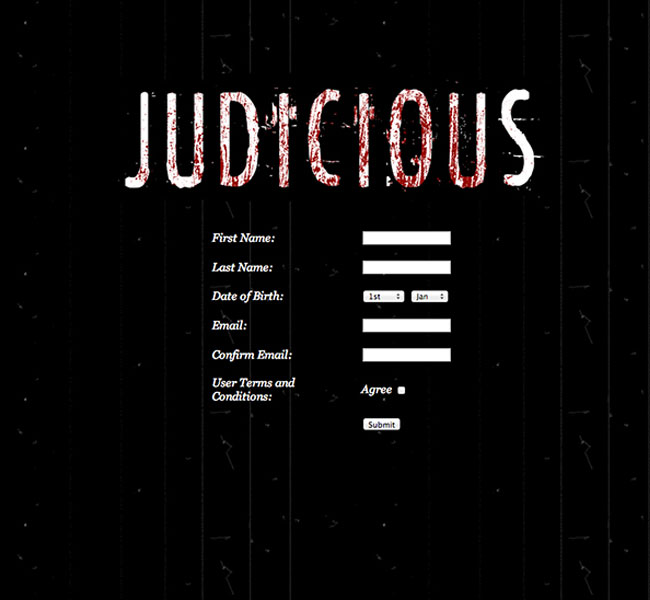 JUDICIOUS
First Name:
Last Name:
Date of Birth: 1st Jan
Email:
Confirm Email:
User Terms and
Conditions:
Agree
Submit